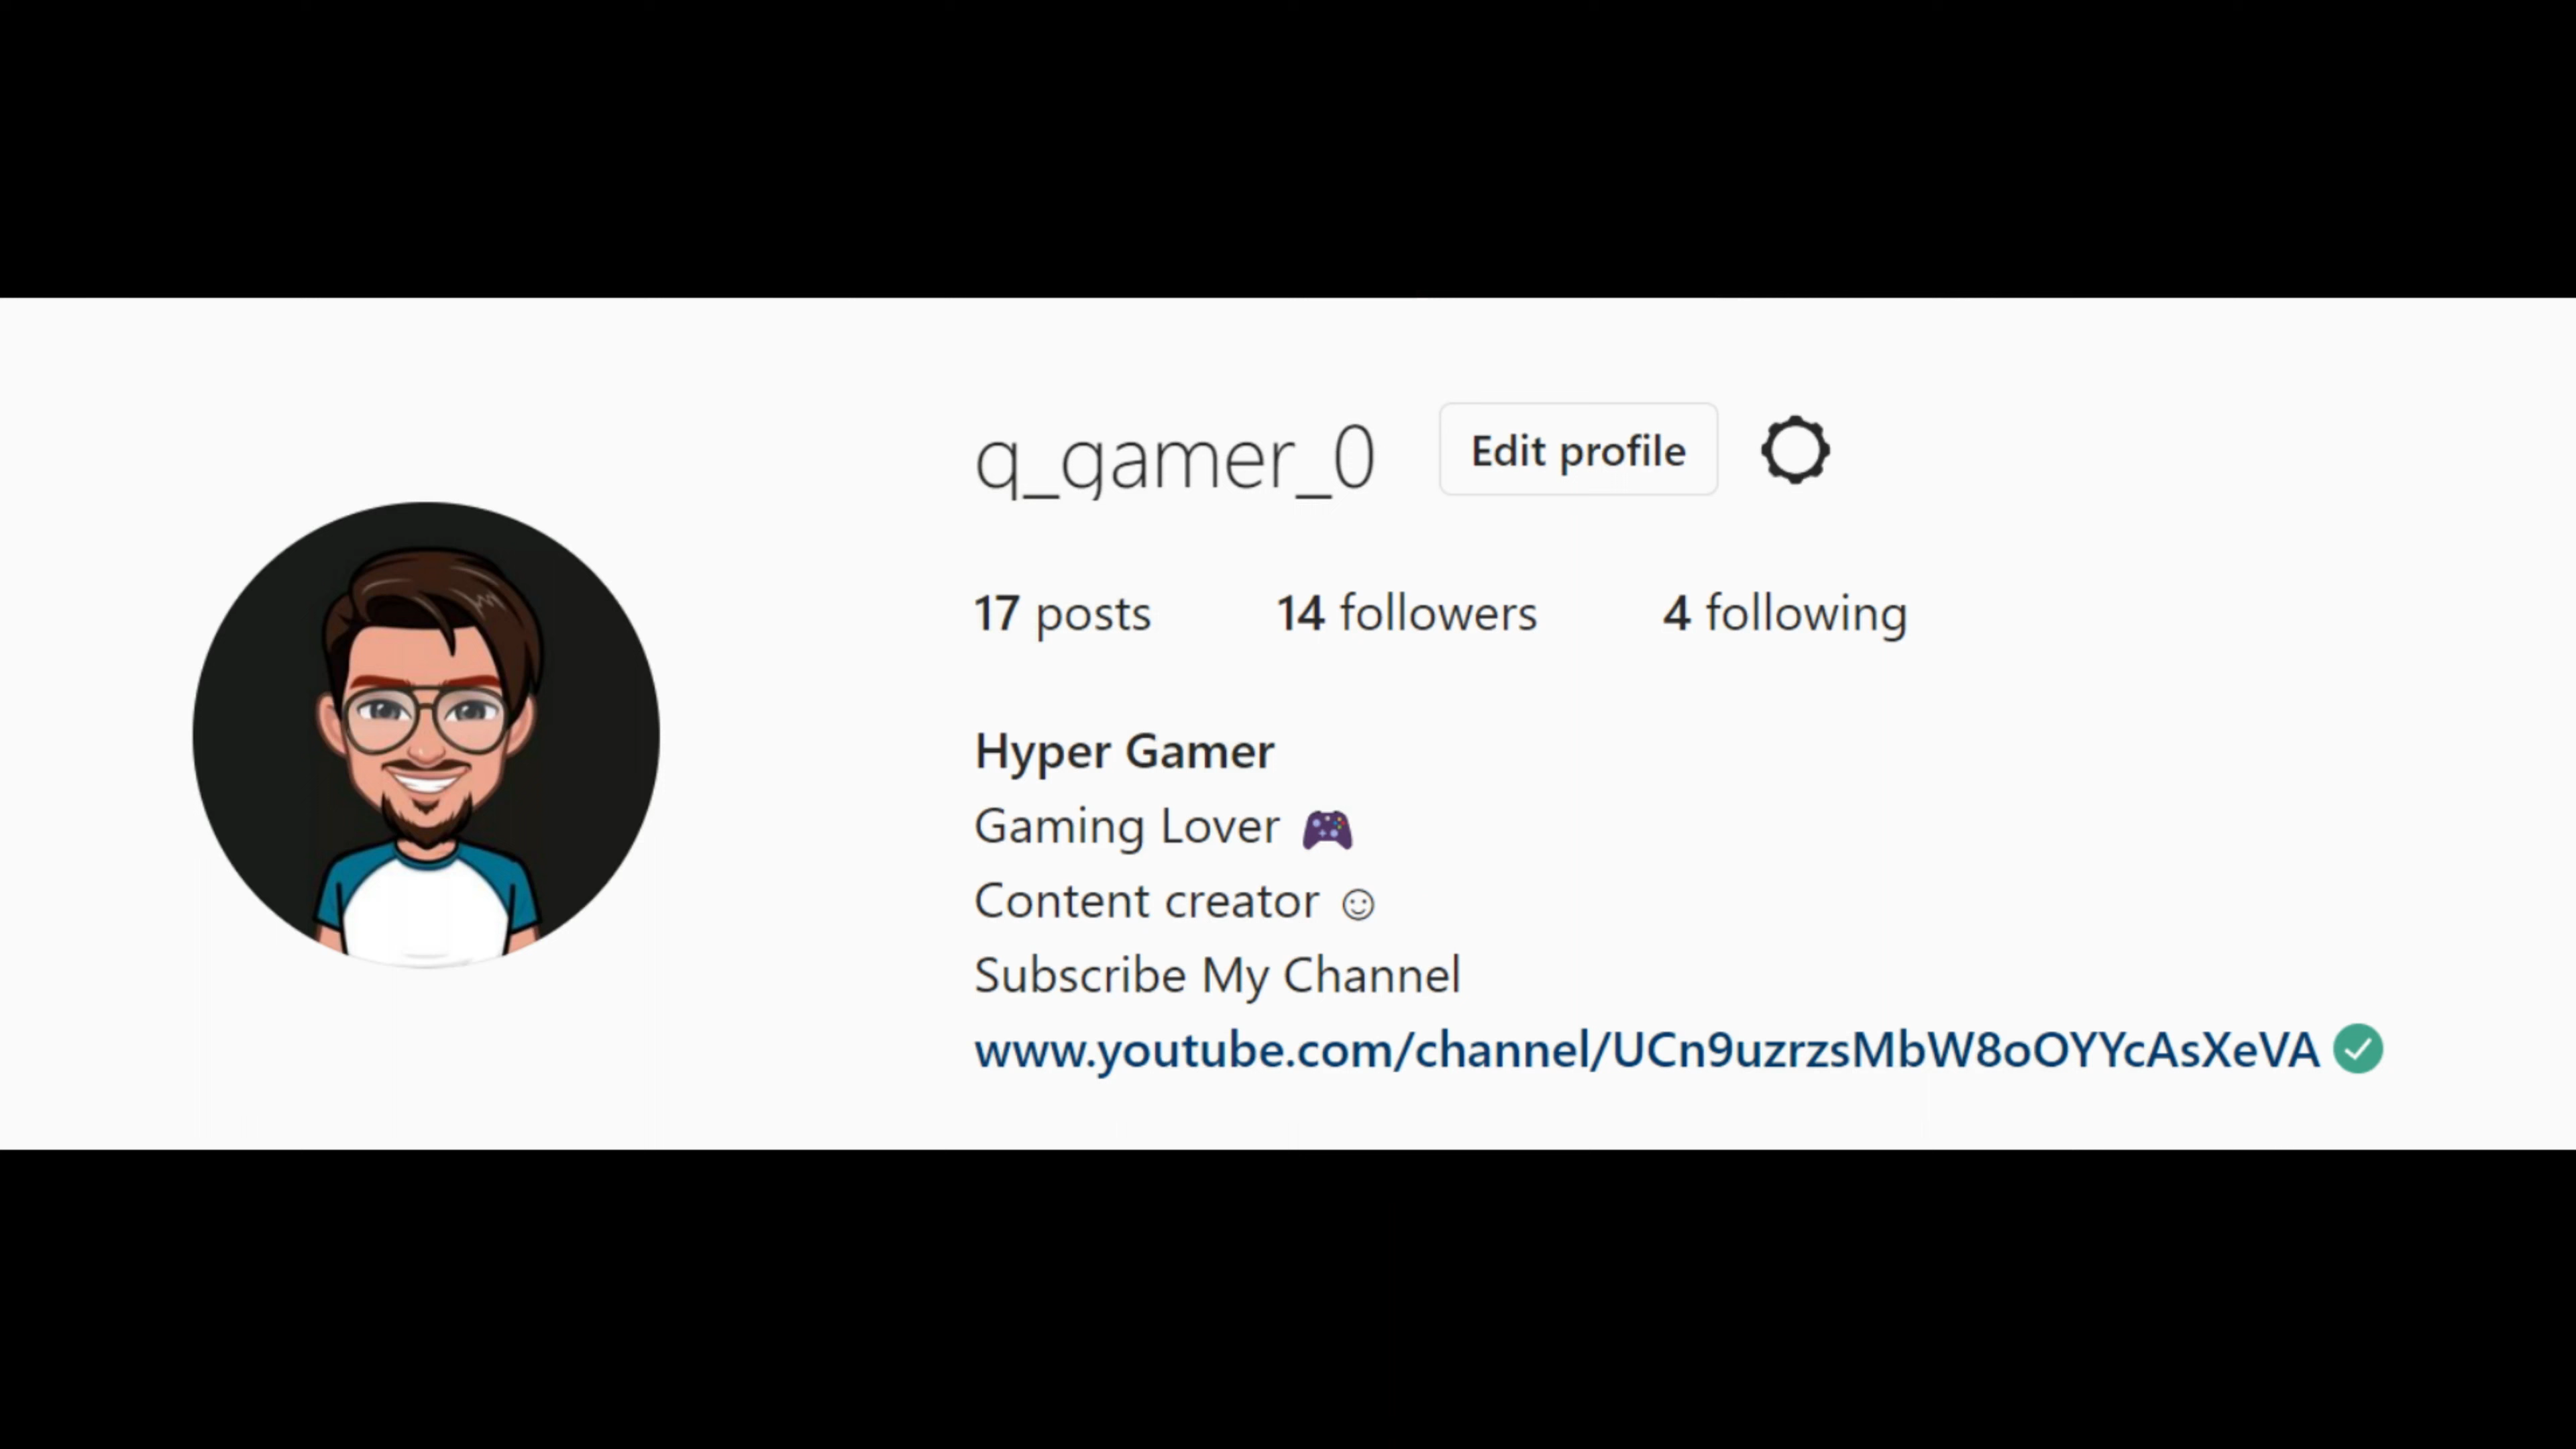 q_gamer_0 Edit profile
17 posts 14 followers 4 following
Hyper Gamer
Gaming Lover 🎮
Content creator ☺
Subscribe My Channel
www.youtube.com/channel/UCn9uzrzsMbW8oOYYcAsXeVA